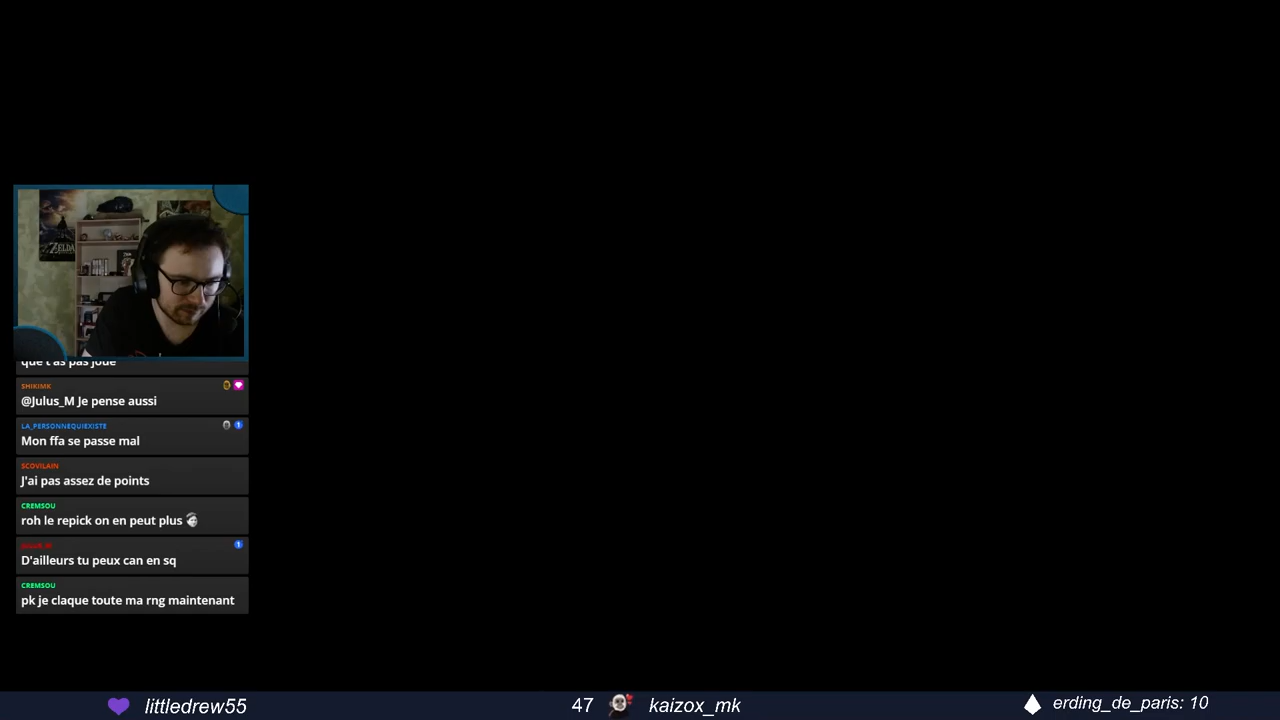 ZELDA
que t'as pas joué
SHIKIMK
@Julus_M Je pense aussi
LA_PERSONNEQUIEXISTE
Mon ffa se passe mal
SCOVILAIN
J'ai pas assez de points
CREMSOU
roh le repick on en peut plus
D'ailleurs tu peux can en sq
CREMSOU
pk je claque toute ma rng maintenant
littledrew55
47 kaizox_mk
erding_de_paris: 10